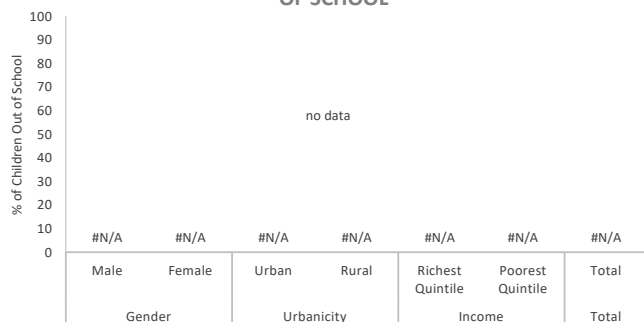 OF SCHOOL
% of Children Out of School
100
90
80
70
60
50
40
30
20
10
0
no data
#N/A #N/A #N/A #N/A #N/A #N/A #N/A
Male Female Urban Rural Richest Quintile Poorest Quintile Total
Gender Urbanicity Income Total